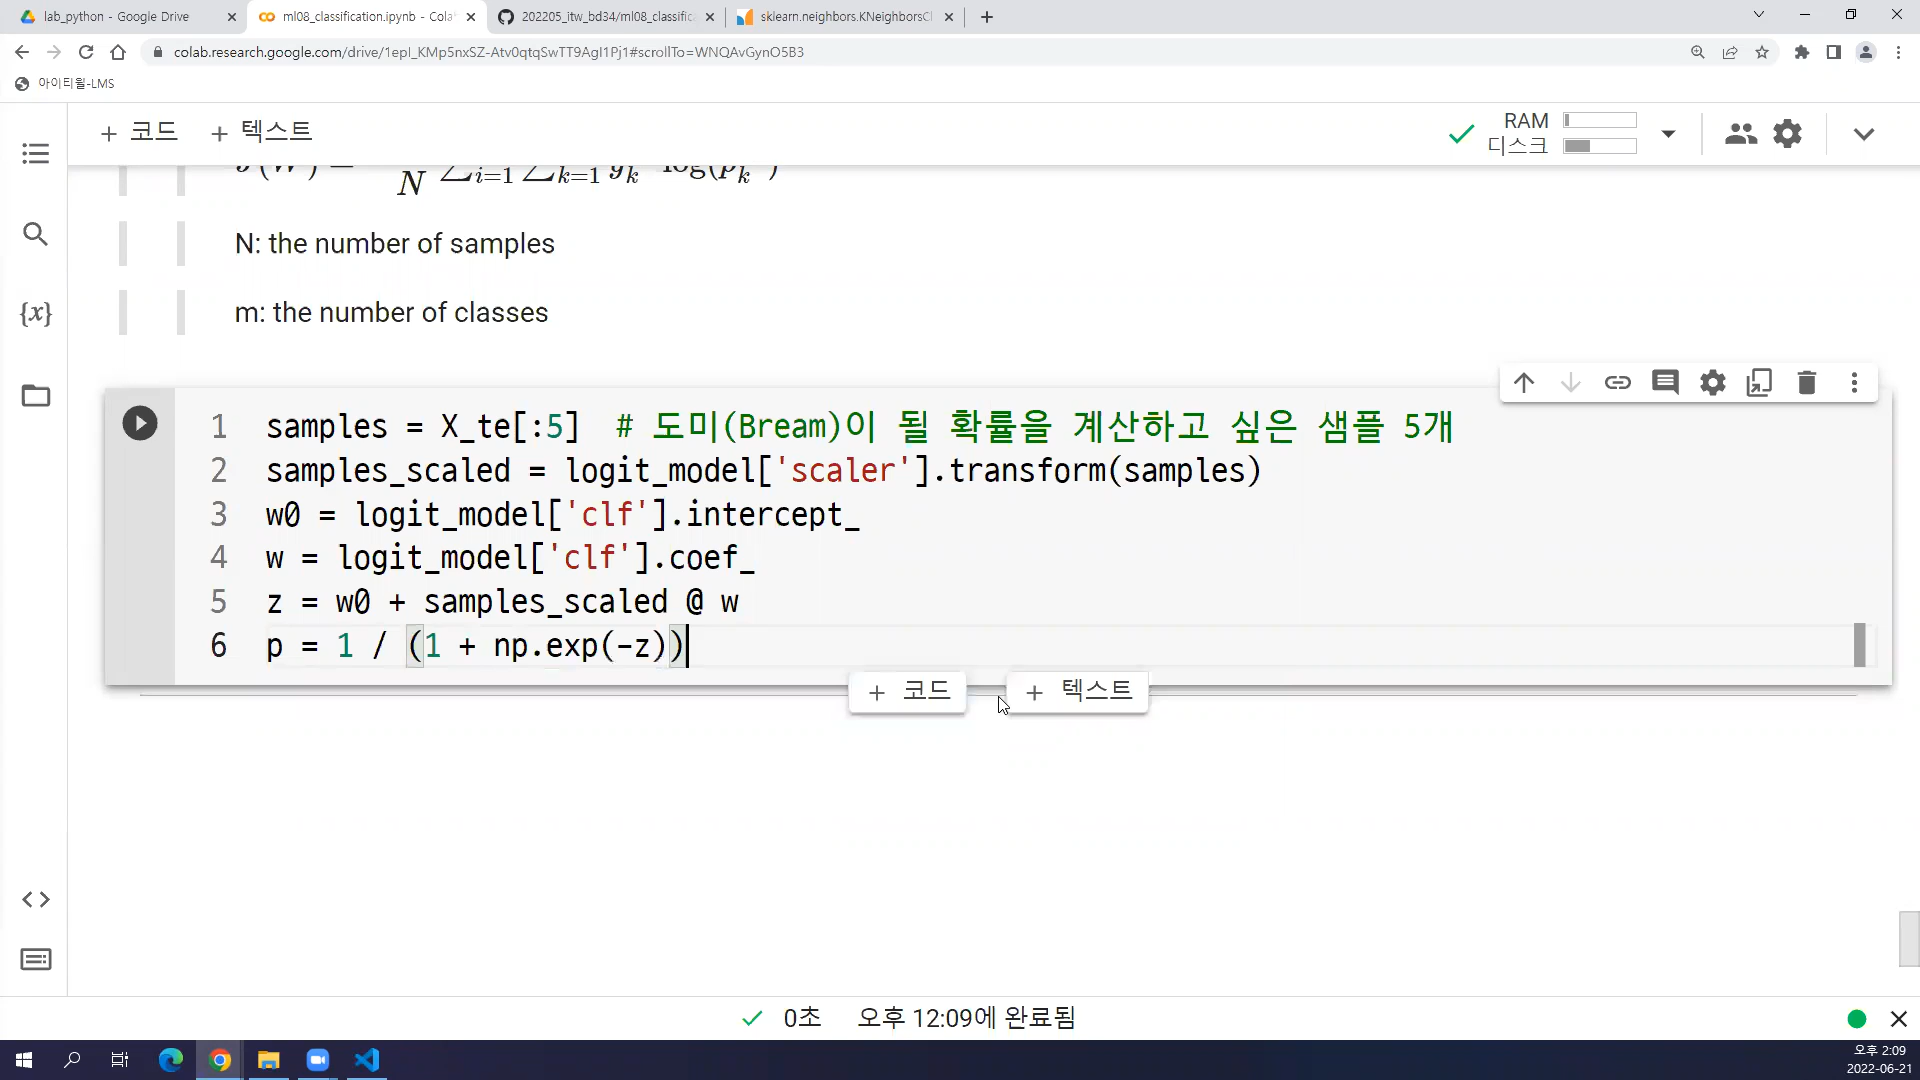 lab_python - Google Drive
ml08_classification.ipynb - Cola
202205_itw_bd34/ml08_classific
sklearn.neighbors.KNeighborsCl
colab.research.google.com/drive/1epI_KMp5nxSZ-Atv0qtqSwTT9AgI1Pj1#scrollTo=WNQAvGynO5B3
아이티윌-LMS
+ 코드 + 텍스트
RAM
디스크
N: the number of samples
m: the number of classes
1 samples = X_te[:5]  # 도미(Bream)이 될 확률을 계산하고 싶은 샘플 5개
2 samples_scaled = logit_model['scaler'].transform(samples)
3 w0 = logit_model['clf'].intercept_
4 w = logit_model['clf'].coef_
5 z = w0 + samples_scaled @ w
6 p = 1 / (1 + np.exp(-z))
+ 코드 + 텍스트
0초 오후 12:09에 완료됨
오후 2:09
2022-06-21